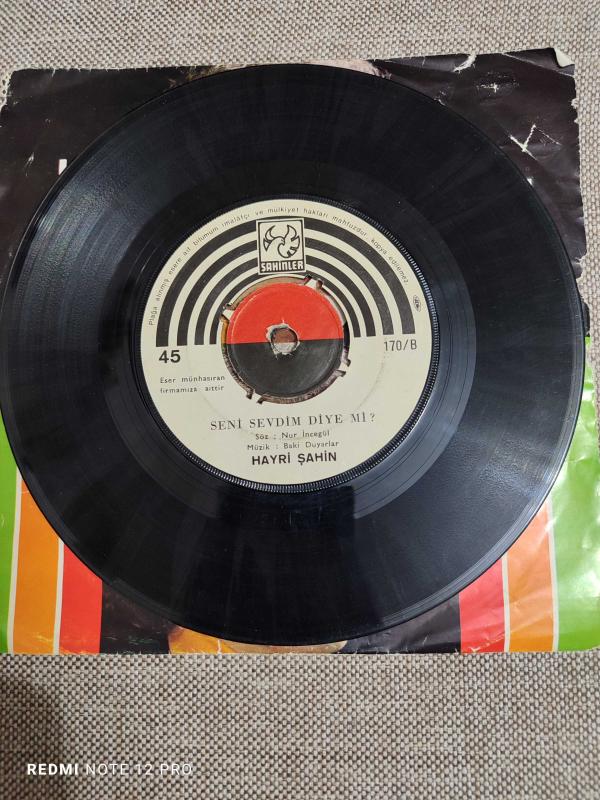 Plağa alınmış esere ait bilumum imalâtçı ve mülkiyet hakları mahfuzdur, kopya edilemez.
ŞAHİNLER
45
170/B
Eser münhasıran
firmamıza aittir
SENİ SEVDİM DİYE Mİ?
Söz : Nur İncegül
Müzik : Baki Duyarlar
HAYRİ ŞAHİN
REDMI NOTE 12 PRO